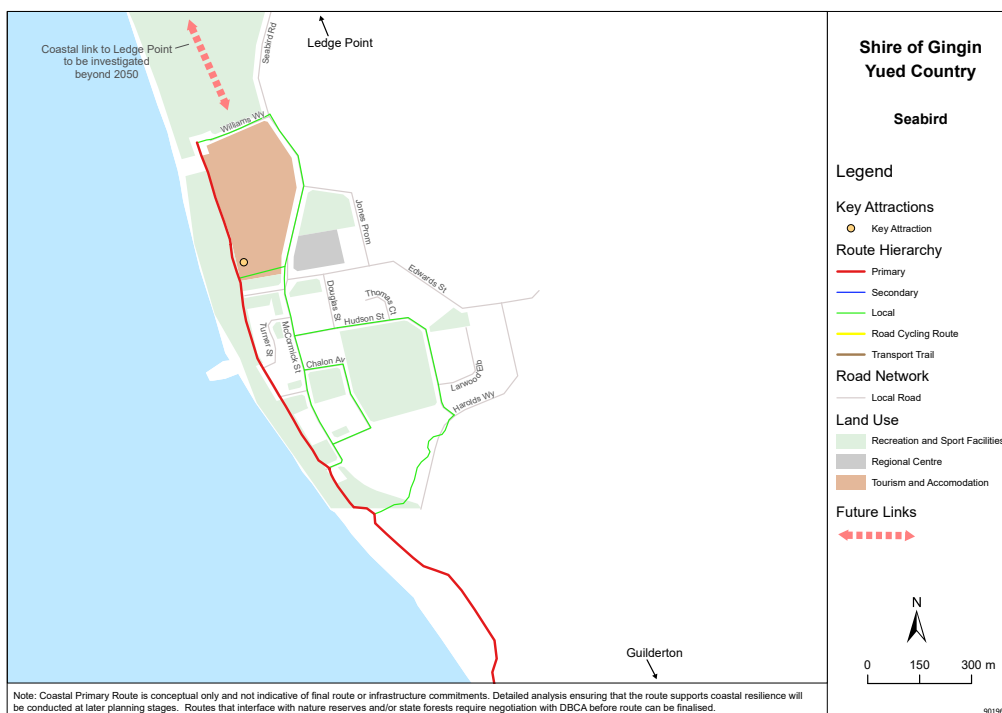 Coastal link to Ledge Point
to be investigated
beyond 2050
Seabird Rd
Ledge Point
Williams Wy
Jones Prom
Edwards St
Douglas St
Thomas Ct
Hudson St
Turner St
McCormick St
Chalon Av
Larwood Rd
Harolds Wy
Guilderton
Note: Coastal Primary Route is conceptual only and not indicative of final route or infrastructure commitments. Detailed analysis ensuring that the route supports coastal resilience will
be conducted at later planning stages. Routes that interface with nature reserves and/or state forests require negotiation with DBCA before route can be finalised.
Shire of Gingin
Yued Country
Seabird
Legend
Key Attractions
Key Attraction
Route Hierarchy
Primary
Secondary
Local
Road Cycling Route
Transport Trail
Road Network
Local Road
Land Use
Recreation and Sport Facilities
Regional Centre
Tourism and Accomodation
Future Links
N
0 150 300 m
90196